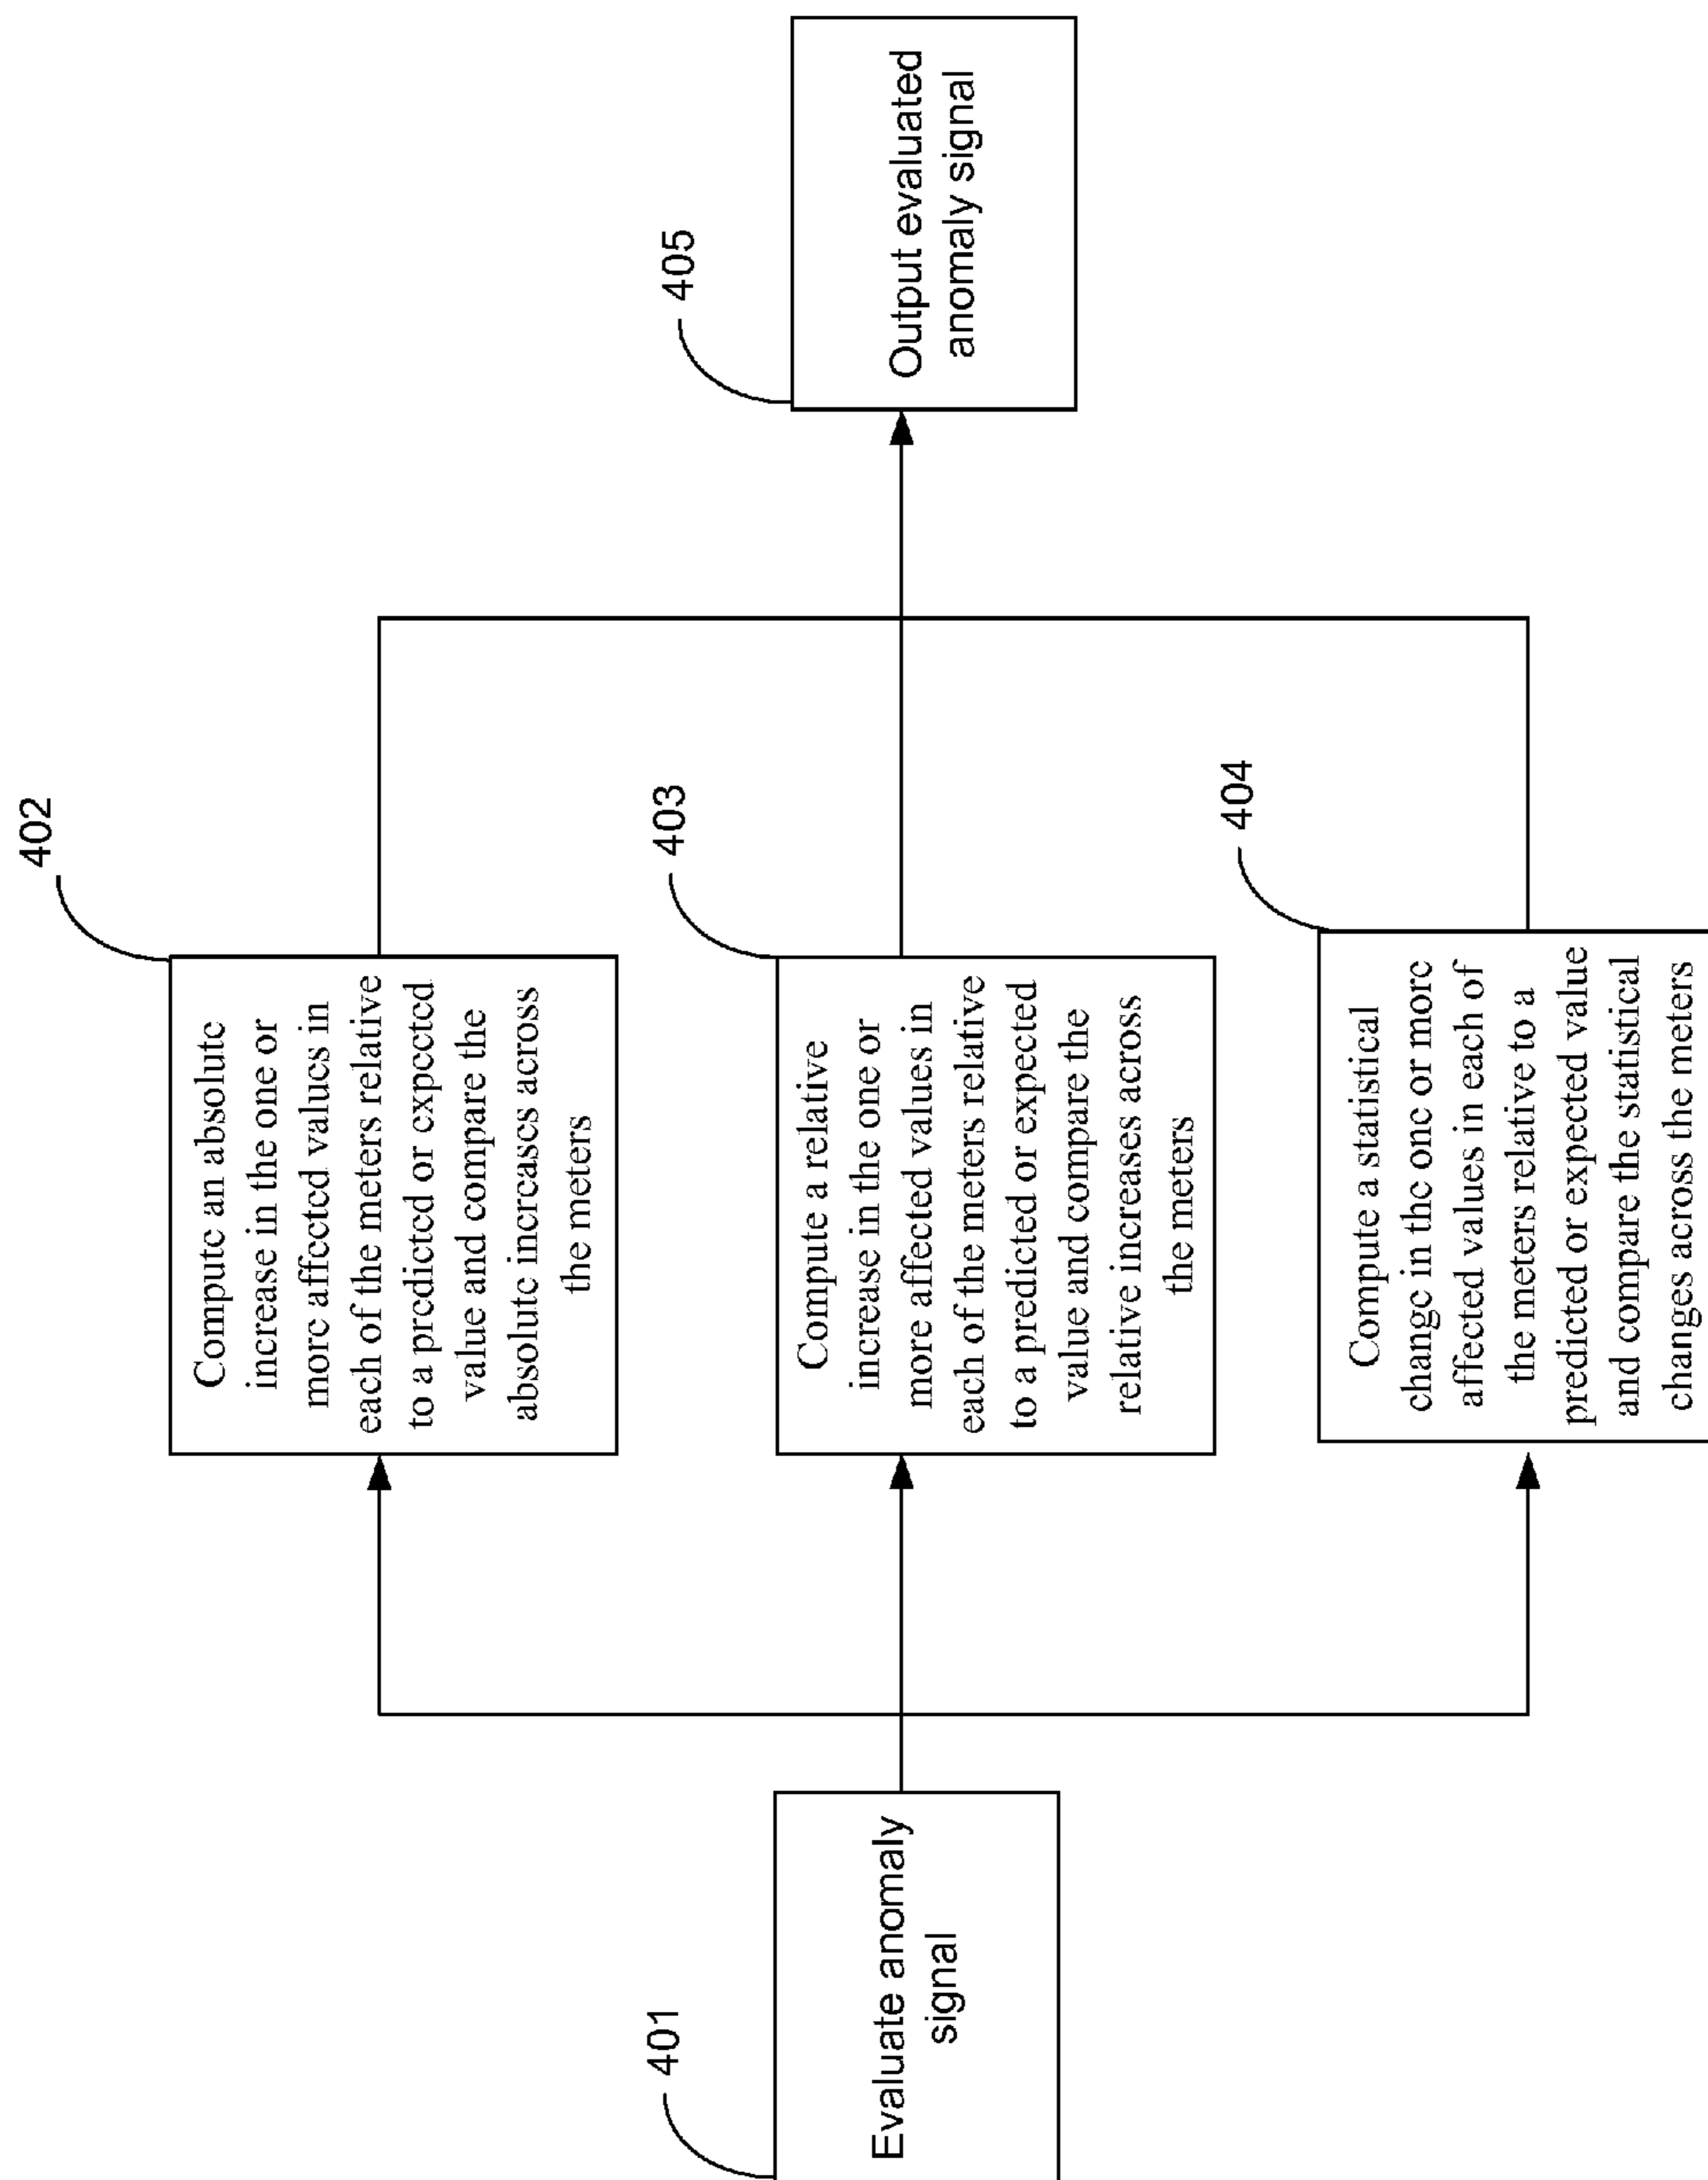 401
Evaluate anomaly
signal
402
Compute an absolute
increase in the one or
more affected values in
each of the meters relative
to a predicted or expected
value and compare the
absolute increases across
the meters
403
Compute a relative
increase in the one or
more affected values in
each of the meters relative
to a predicted or expected
value and compare the
relative increases across
the meters
404
Compute a statistical
change in the one or more
affected values in each of
the meters relative to a
predicted or expected value
and compare the statistical
changes across the meters
405
Output evaluated
anomaly signal